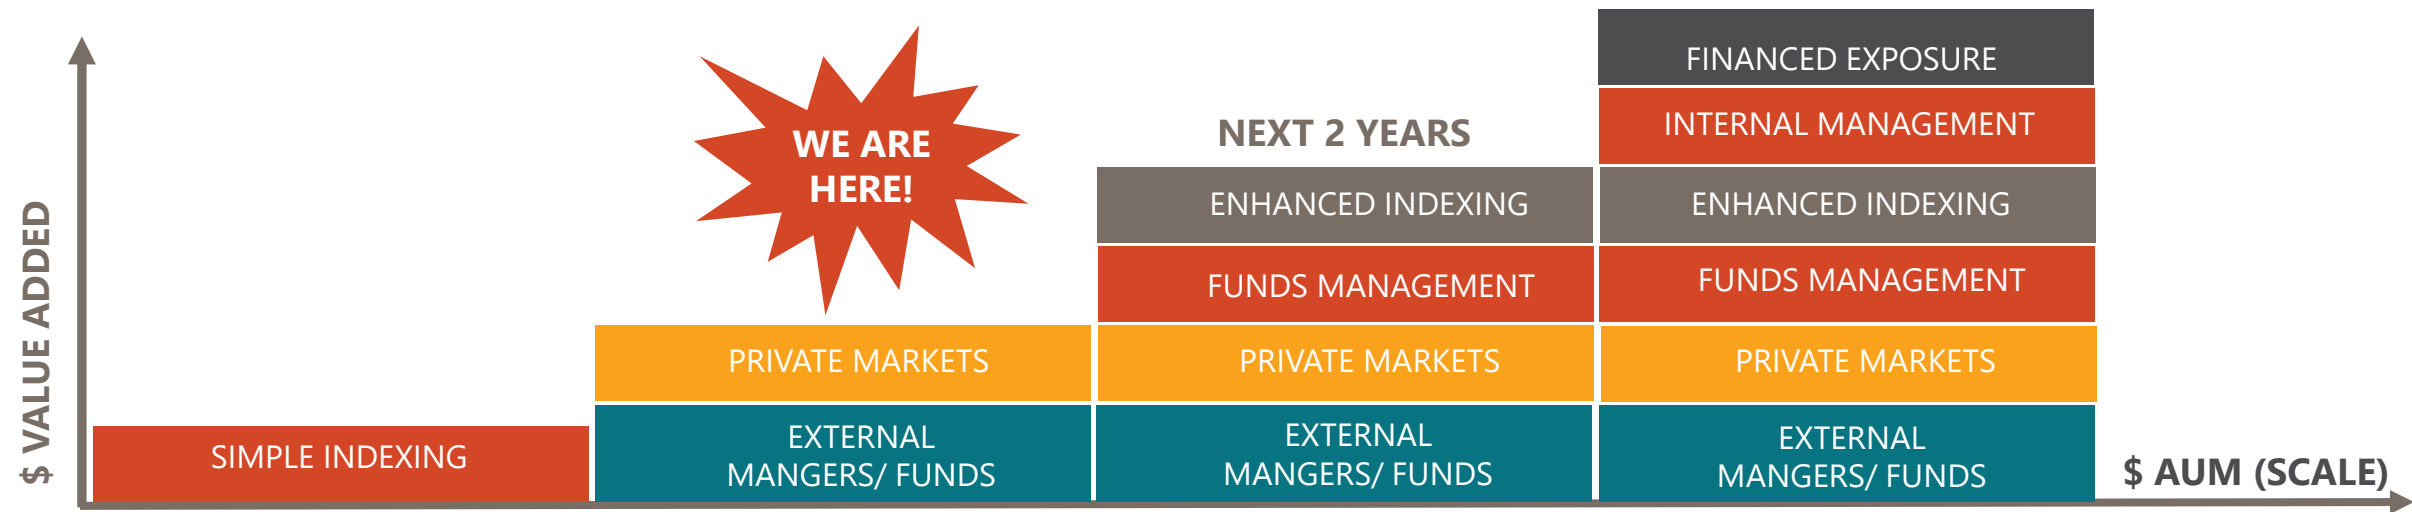 $ VALUE ADDED
SIMPLE INDEXING
WE ARE
HERE!
PRIVATE MARKETS
EXTERNAL
MANGERS/ FUNDS
NEXT 2 YEARS
ENHANCED INDEXING
FUNDS MANAGEMENT
PRIVATE MARKETS
EXTERNAL
MANGERS/ FUNDS
FINANCED EXPOSURE
INTERNAL MANAGEMENT
ENHANCED INDEXING
FUNDS MANAGEMENT
PRIVATE MARKETS
EXTERNAL
MANGERS/ FUNDS
$ AUM (SCALE)